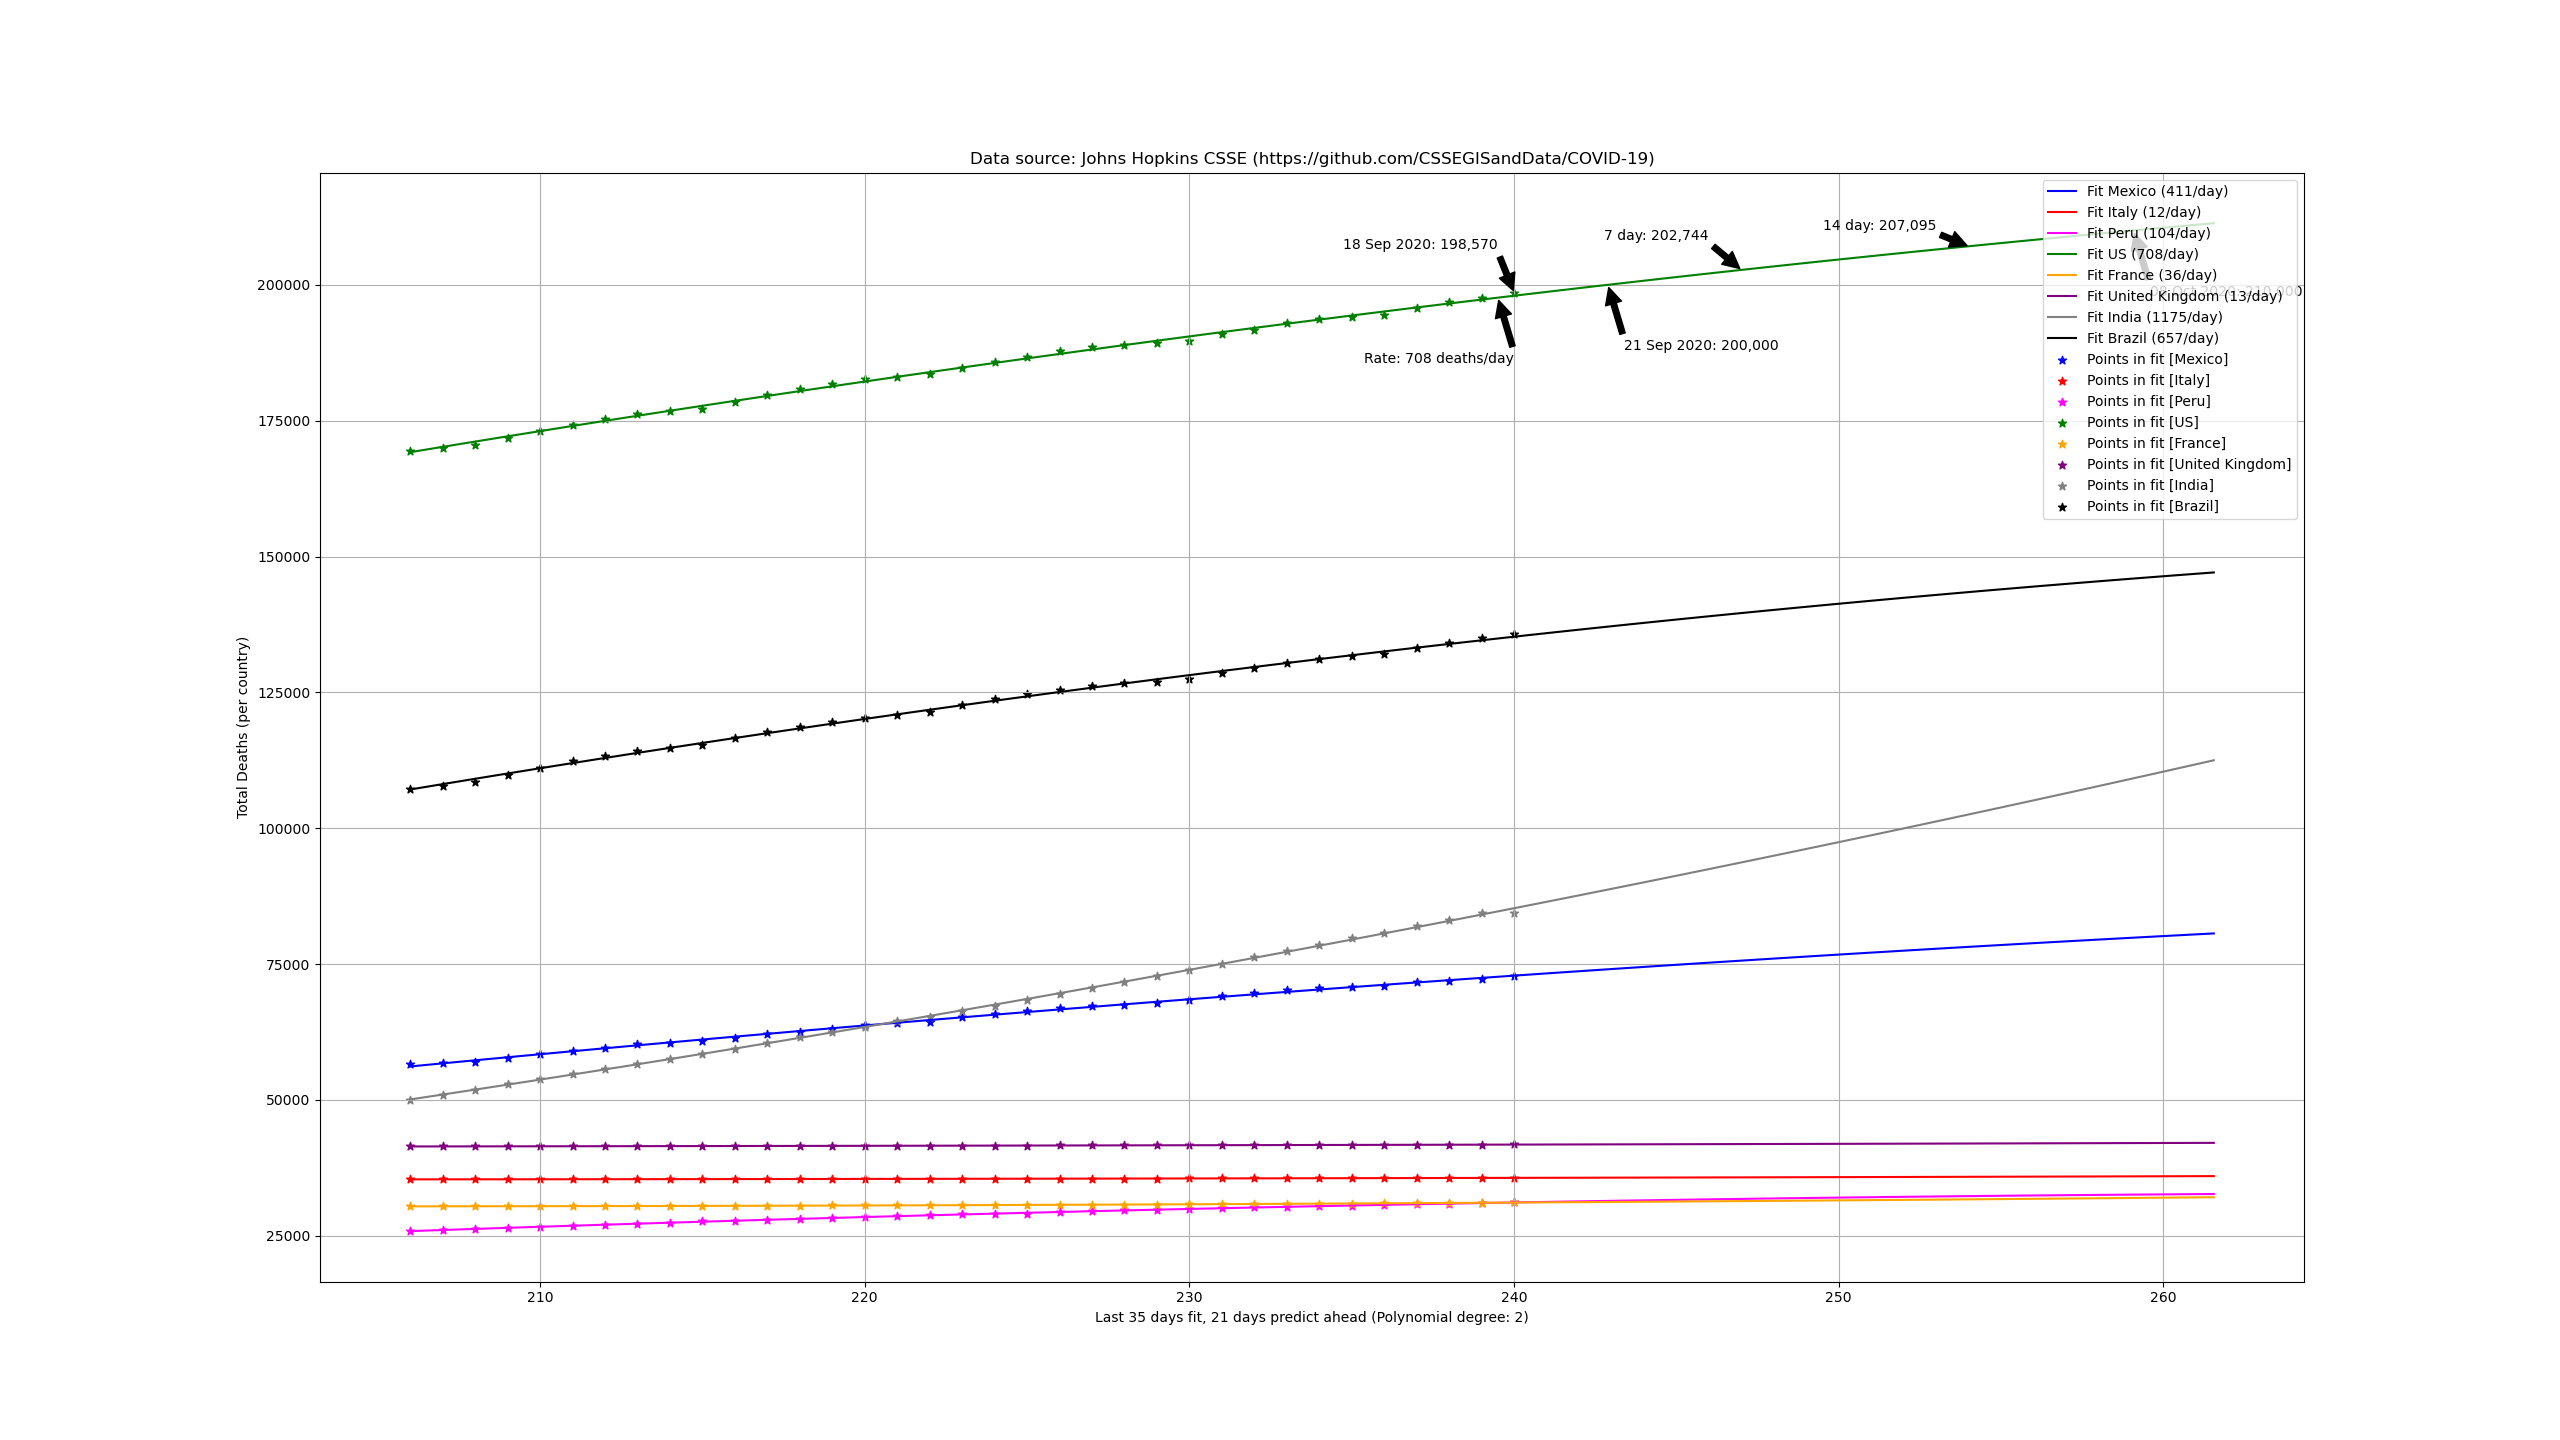 Data source: Johns Hopkins CSSE (https://github.com/CSSEGISandData/COVID-19)
Fit Mexico (411/day)
Fit Italy (12/day)
Fit Peru (104/day)
Fit US (708/day)
Fit France (36/day)
Fit United Kingdom (13/day)
Fit India (1175/day)
Fit Brazil (657/day)
Points in fit [Mexico]
Points in fit [Italy]
Points in fit [Peru]
Points in fit [US]
Points in fit [France]
Points in fit [United Kingdom]
Points in fit [India]
Points in fit [Brazil]
18 Sep 2020: 198,570
7 day: 202,744
14 day: 207,095
Rate: 708 deaths/day
21 Sep 2020: 200,000
Oct 2020: 210,000
Total Deaths (per country)
200000
175000
150000
125000
100000
75000
50000
25000
210
220
230
240
250
260
Last 35 days fit, 21 days predict ahead (Polynomial degree: 2)